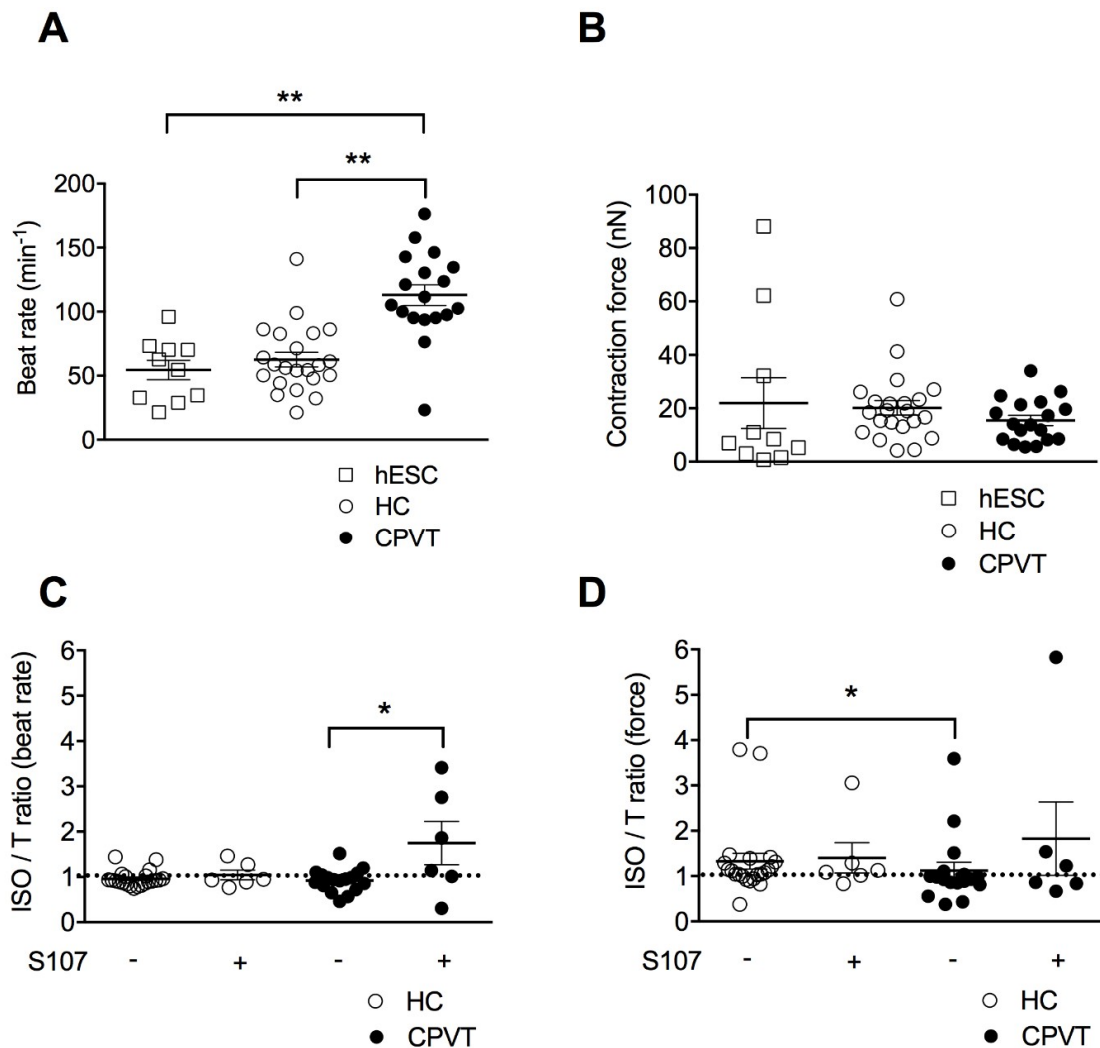 A
B
**
**
200
150
100
50
0
Beat rate (min⁻¹)
hESC
HC
CPVT
100
80
60
40
20
0
Contraction force (nN)
hESC
HC
CPVT
C
D
6
5
4
3
2
1
0
ISO / T ratio (beat rate)
*
S107 - + - +
HC
CPVT
6
5
4
3
2
1
0
ISO / T ratio (force)
*
S107 - + - +
HC
CPVT